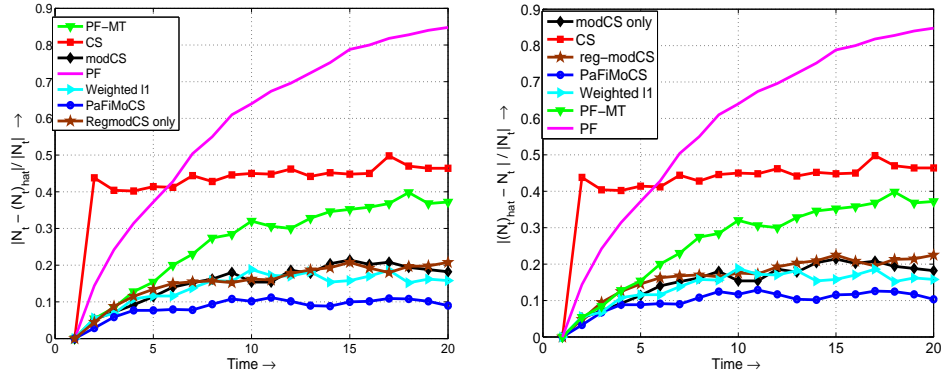 0.9
0.8
0.7
0.6
0.5
0.4
0.3
0.2
0.1
0
|N_t − (N_t)_hat|/ |N_t| →
PF−MT
CS
modCS
PF
Weighted l1
PaFiMoCS
RegmodCS only
0 5 10 15 20
Time →
0.9
0.8
0.7
0.6
0.5
0.4
0.3
0.2
0.1
0
|(N_t)_hat − N_t| / |N_t| →
modCS only
CS
reg−modCS
PaFiMoCS
Weighted l1
PF−MT
PF
0 5 10 15 20
Time →